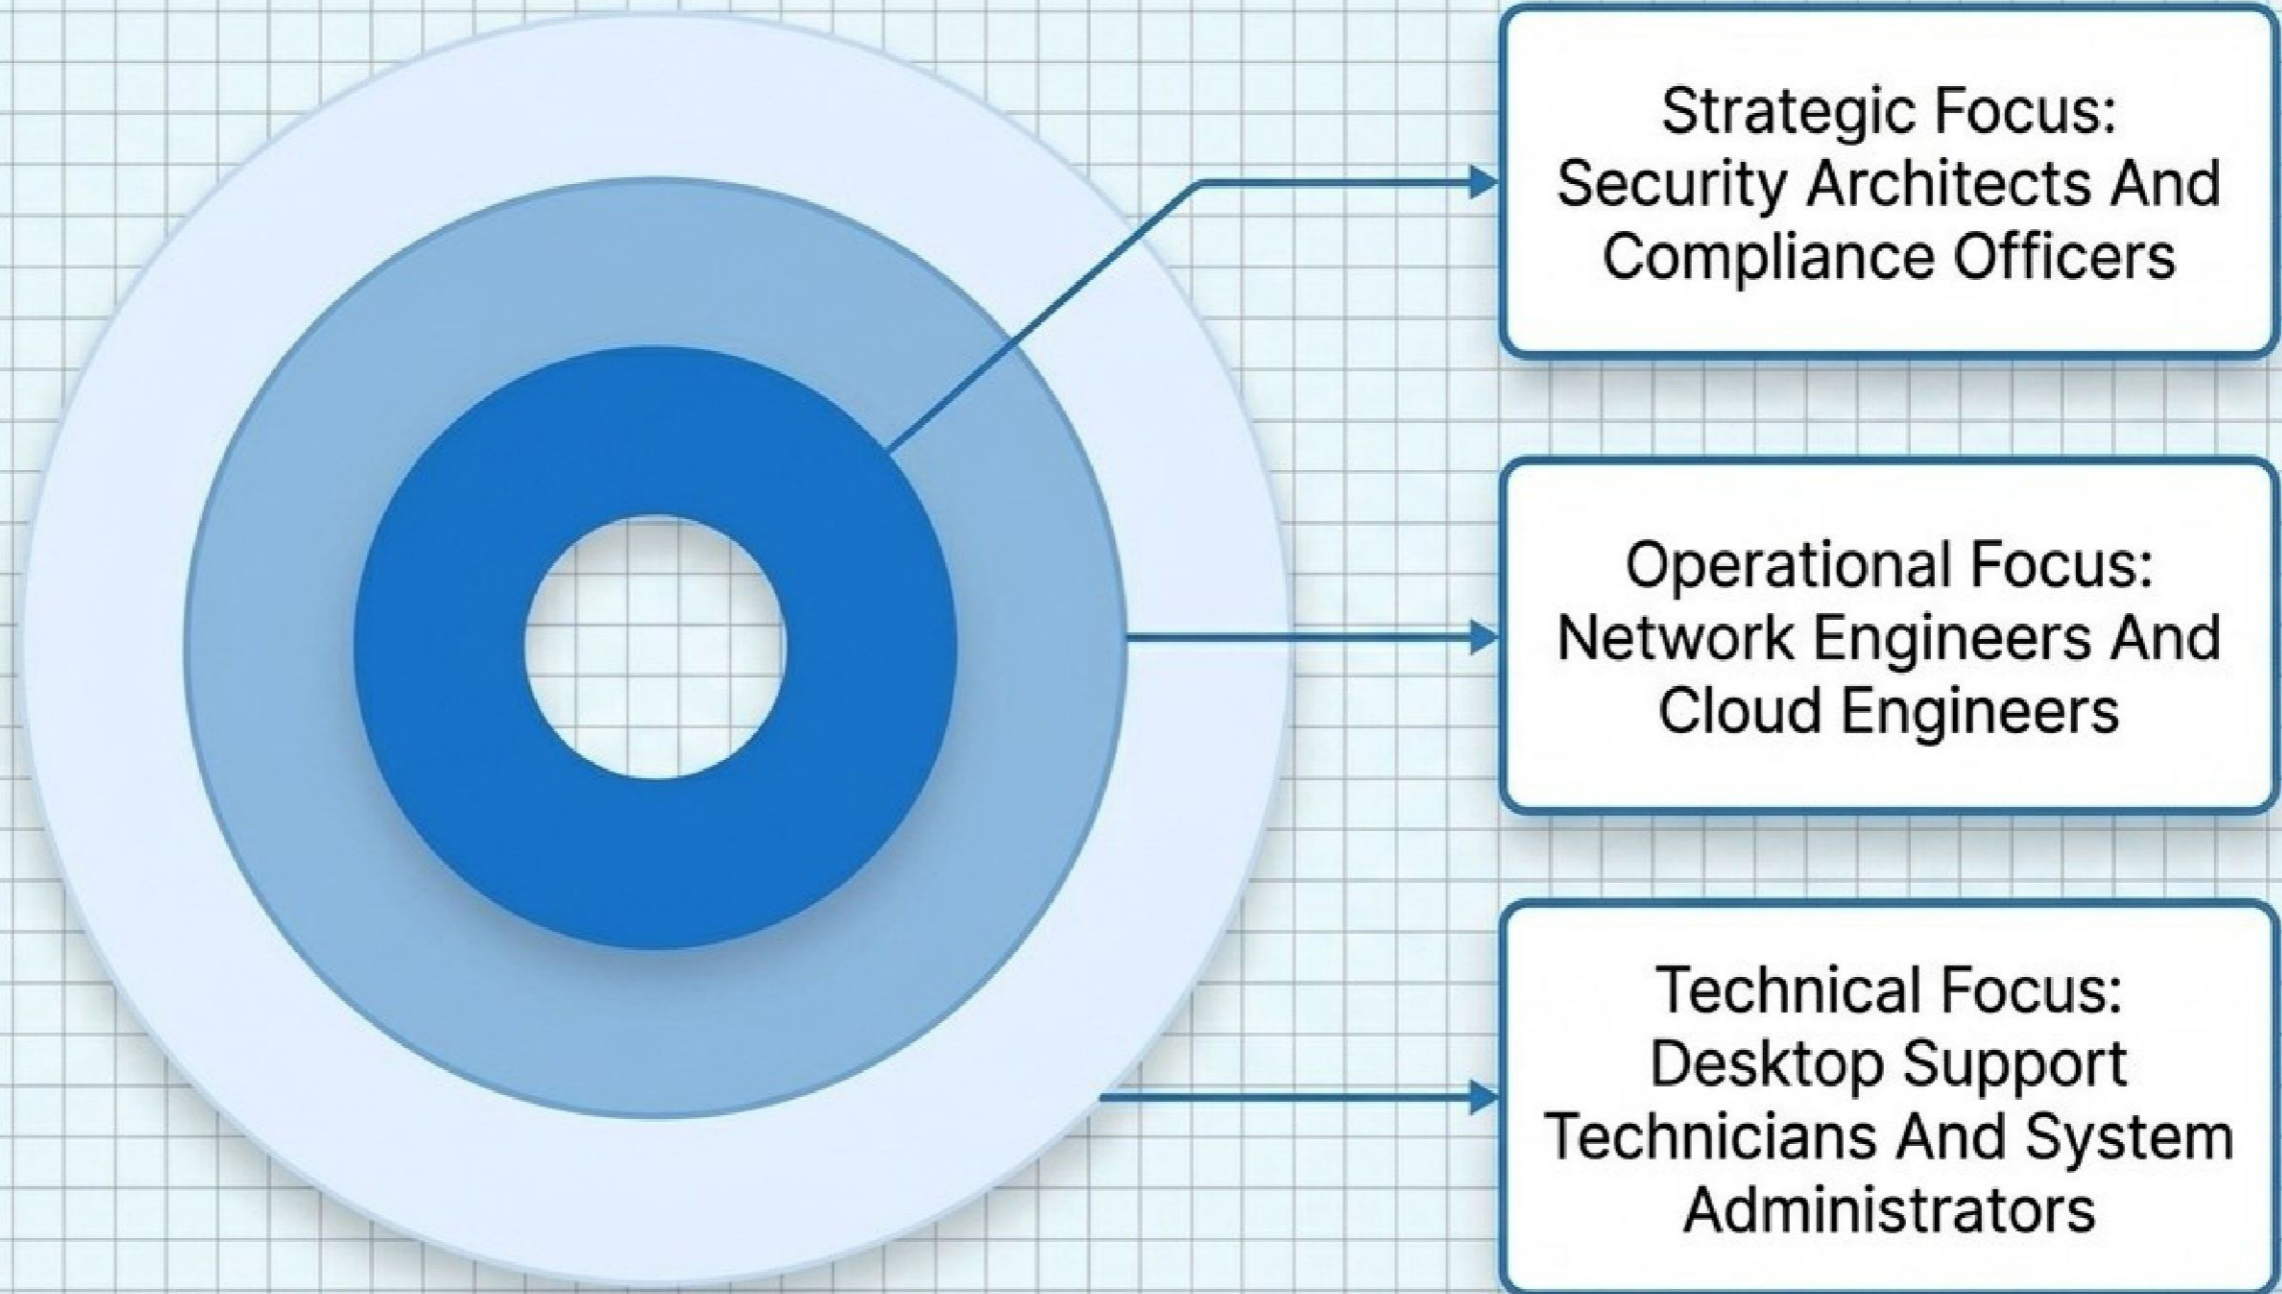 Strategic Focus:
Security Architects And
Compliance Officers
Operational Focus:
Network Engineers And
Cloud Engineers
Technical Focus:
Desktop Support
Technicians And System
Administrators